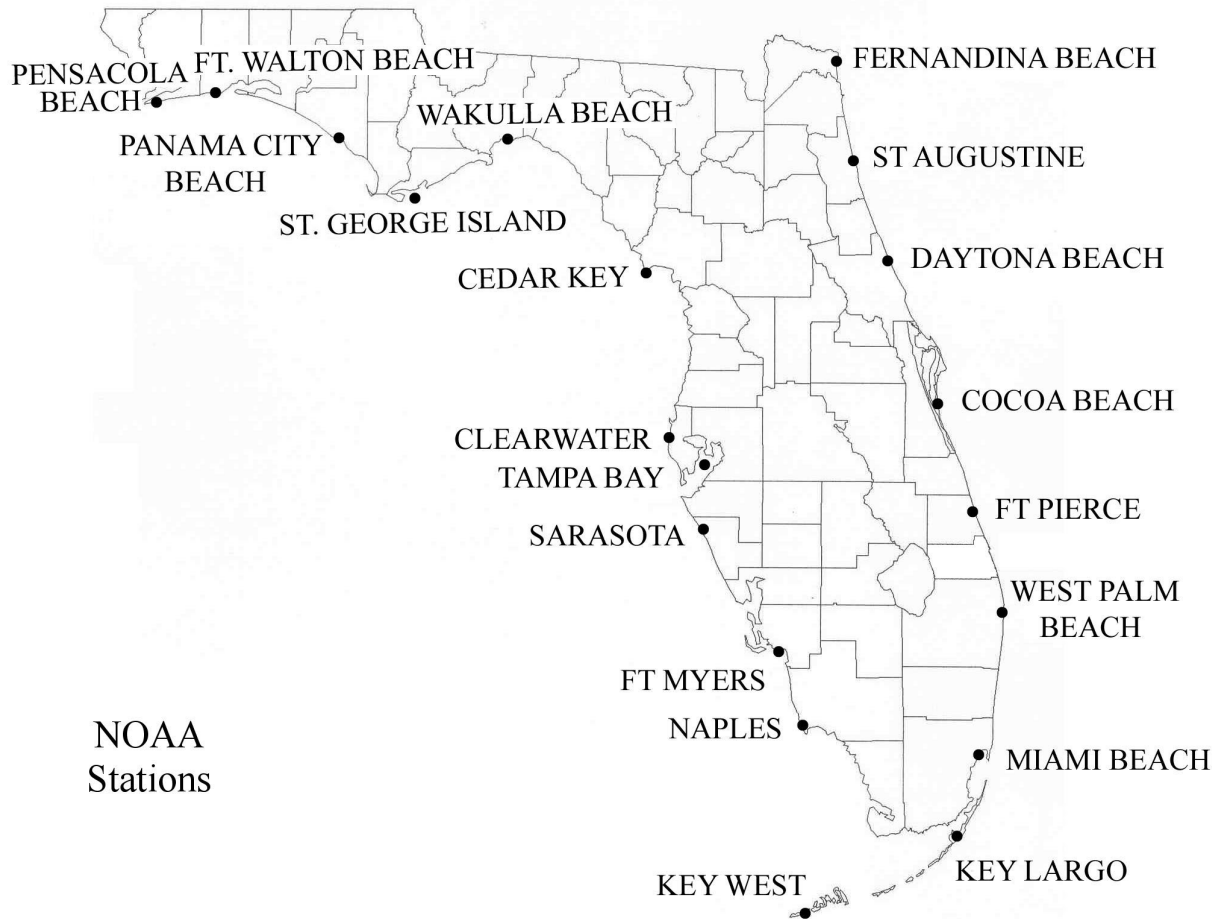 PENSACOLA
BEACH
FT. WALTON BEACH
PANAMA CITY
BEACH
WAKULLA BEACH
ST. GEORGE ISLAND
CEDAR KEY
FERNANDINA BEACH
ST AUGUSTINE
DAYTONA BEACH
COCOA BEACH
CLEARWATER
TAMPA BAY
SARASOTA
FT PIERCE
WEST PALM
BEACH
FT MYERS
NAPLES
MIAMI BEACH
KEY LARGO
KEY WEST
NOAA
Stations